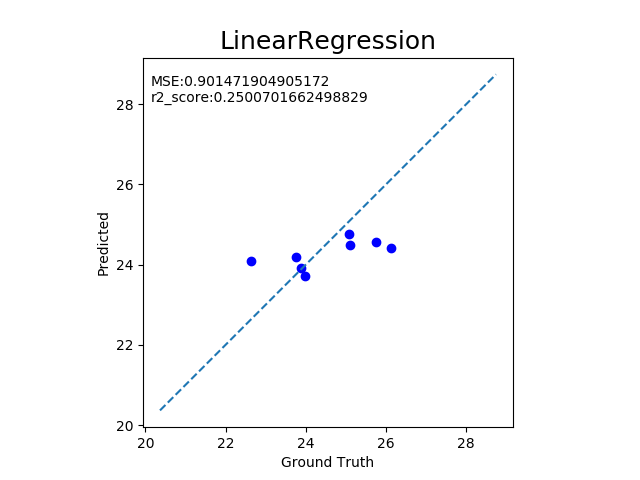 LinearRegression
MSE:0.901471904905172
r2_score:0.2500701662498829
28
26
24
22
20
Predicted
20 22 24 26 28
Ground Truth